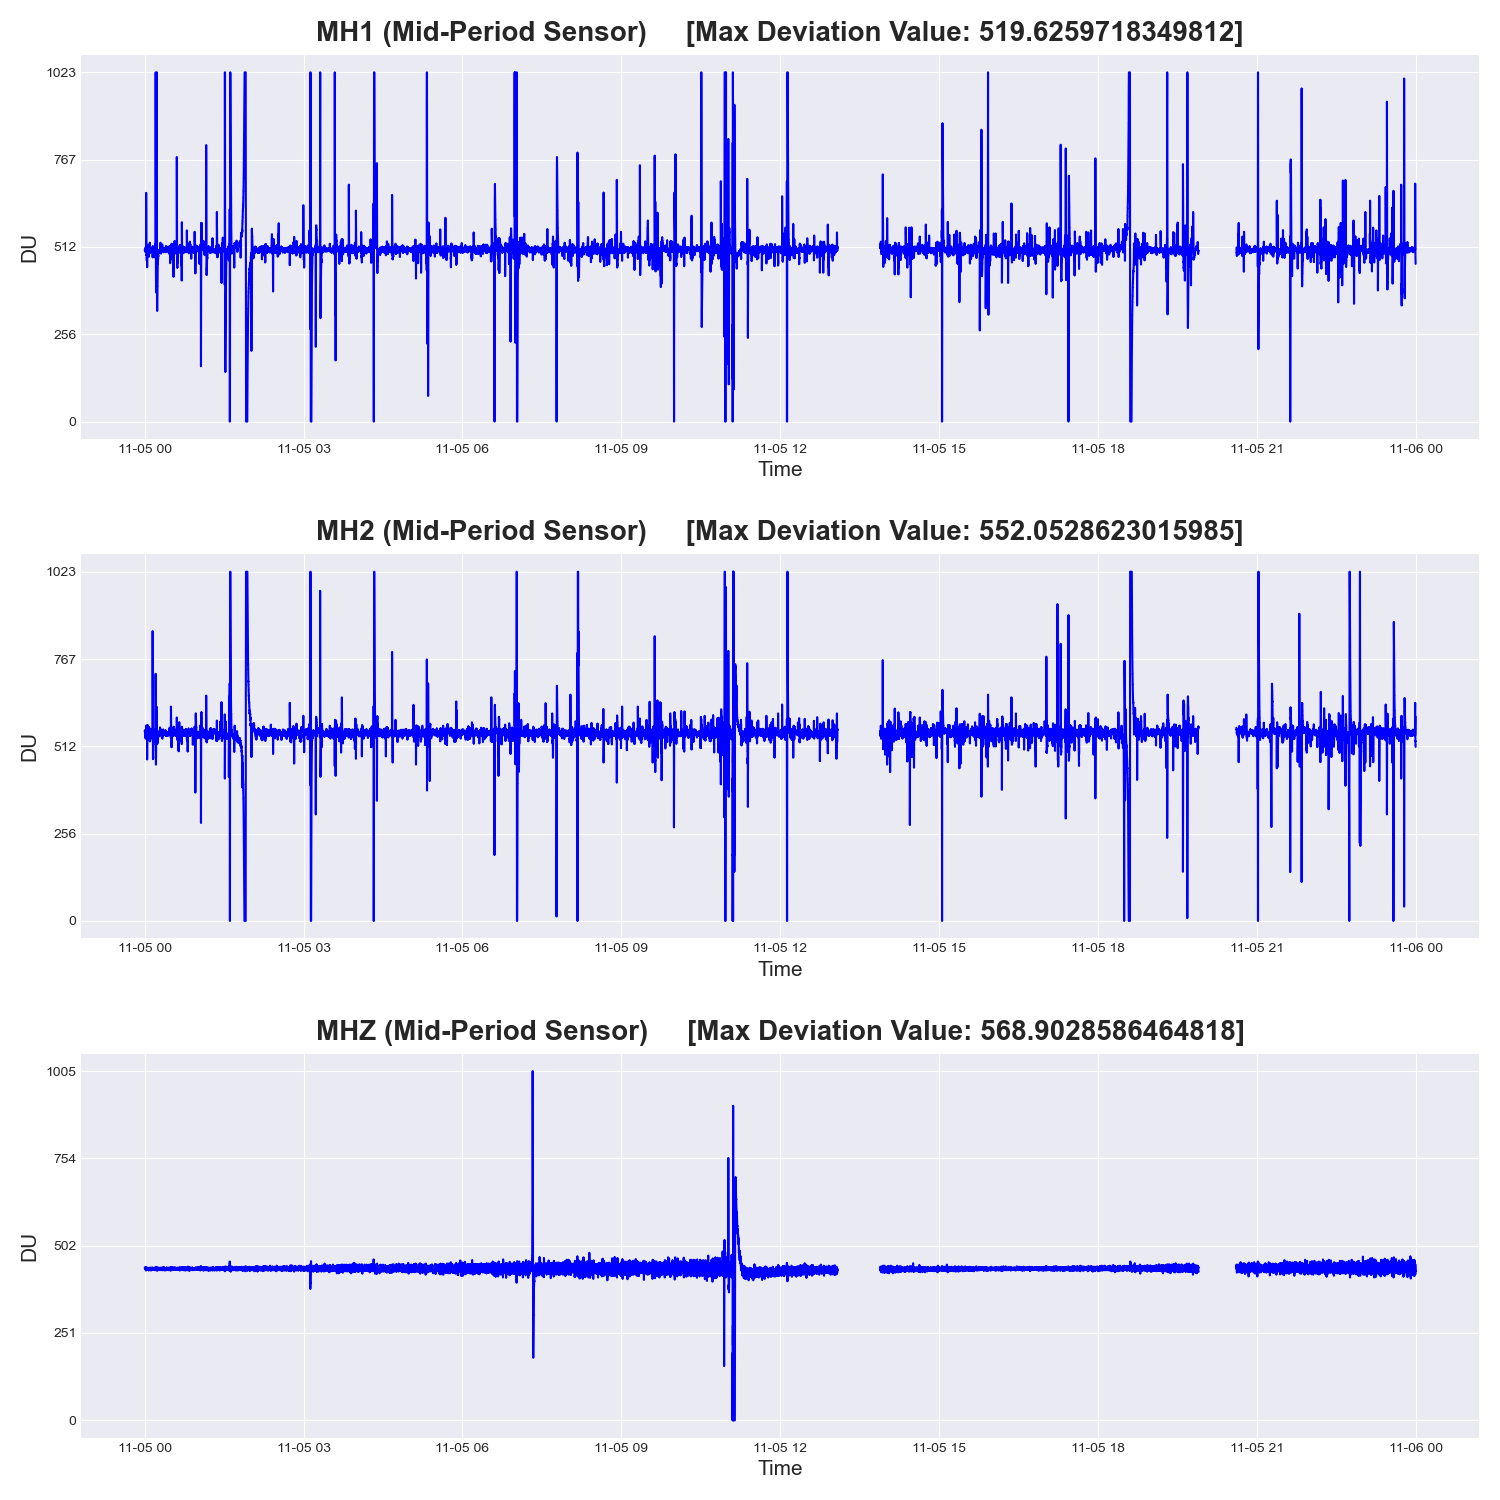 MH1 (Mid-Period Sensor) [Max Deviation Value: 519.6259718349812]
1023
767
512
256
0
DU
11-05 00 11-05 03 11-05 06 11-05 09 11-05 12 11-05 15 11-05 18 11-05 21 11-06 00
Time
MH2 (Mid-Period Sensor) [Max Deviation Value: 552.0528623015985]
1023
767
512
256
0
DU
11-05 00 11-05 03 11-05 06 11-05 09 11-05 12 11-05 15 11-05 18 11-05 21 11-06 00
Time
MHZ (Mid-Period Sensor) [Max Deviation Value: 568.9028586464818]
1005
754
502
251
0
DU
11-05 00 11-05 03 11-05 06 11-05 09 11-05 12 11-05 15 11-05 18 11-05 21 11-06 00
Time